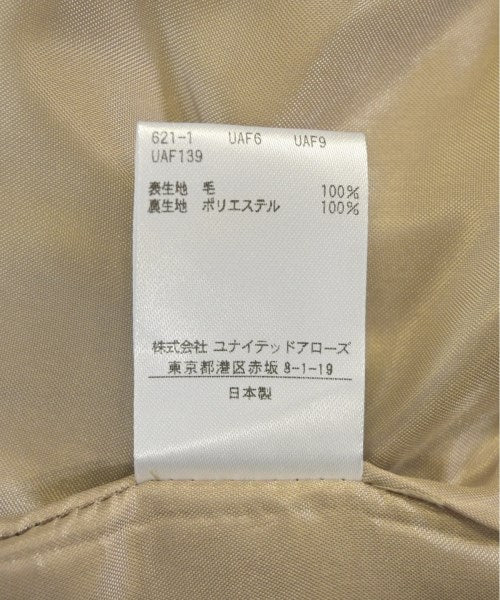 621-1 UAF6 UAF9
UAF139
表生地 毛 100%
裏生地 ポリエステル 100%
株式会社 ユナイテッドアローズ
東京都港区赤坂8-1-19
日本製